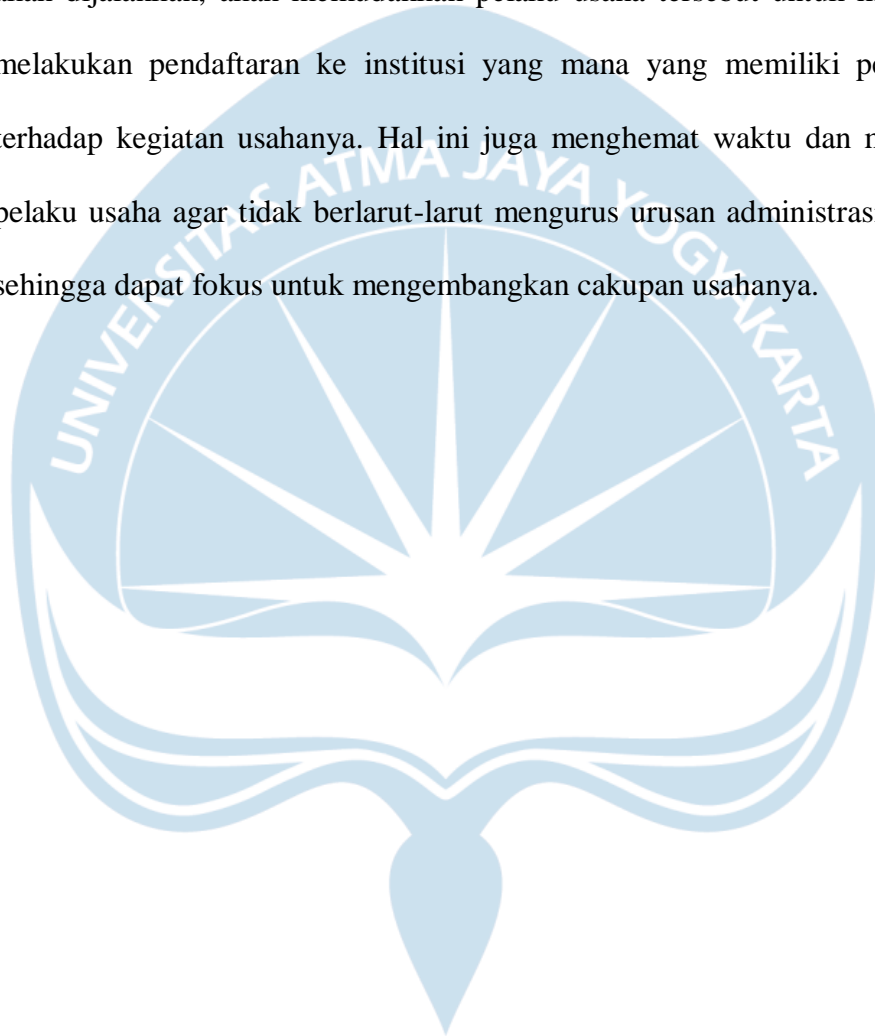 melakukan pendaftaran ke institusi yang mana yang memiliki
terhadap kegiatan usahanya. Hal ini juga menghemat waktu dan
pelaku usaha agar tidak berlarut-larut mengurus urusan administrasi
sehingga dapat fokus untuk mengembangkan cakupan usahanya.
UNIVERSITAS ATMA JAYA YOGYAKARTA